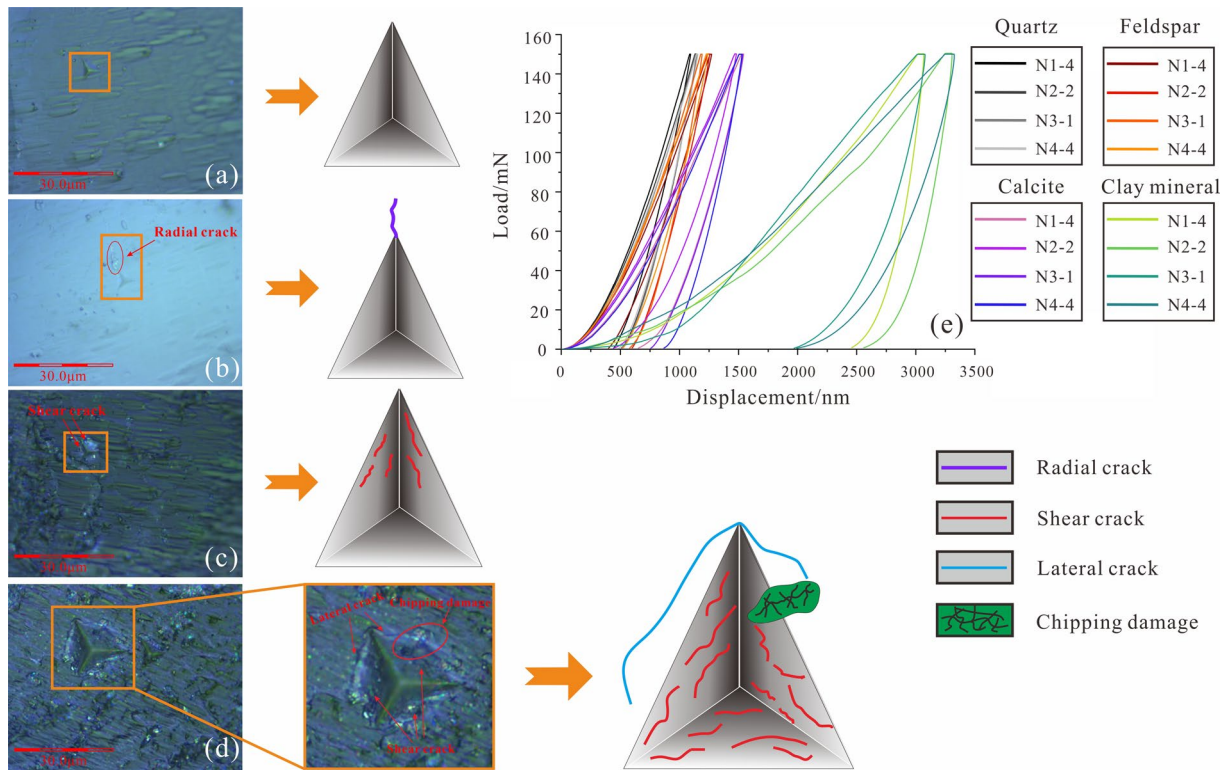 (a)
30.0μm
Radial crack
(b)
30.0μm
Shear crack
(c)
30.0μm
(d)
30.0μm
Lateral crack
Chipping damage
Shear crack
Load/mN
160
140
120
100
80
60
40
20
0
0 500 1000 1500 2000 2500 3000 3500
Displacement/nm
(e)
Quartz
N1-4
N2-2
N3-1
N4-4
Feldspar
N1-4
N2-2
N3-1
N4-4
Calcite
N1-4
N2-2
N3-1
N4-4
Clay mineral
N1-4
N2-2
N3-1
N4-4
Radial crack
Shear crack
Lateral crack
Chipping damage